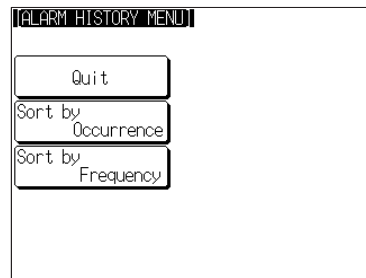 [ALARM HISTORY MENU]
Quit
Sort by
Occurrence
Sort by
Frequency